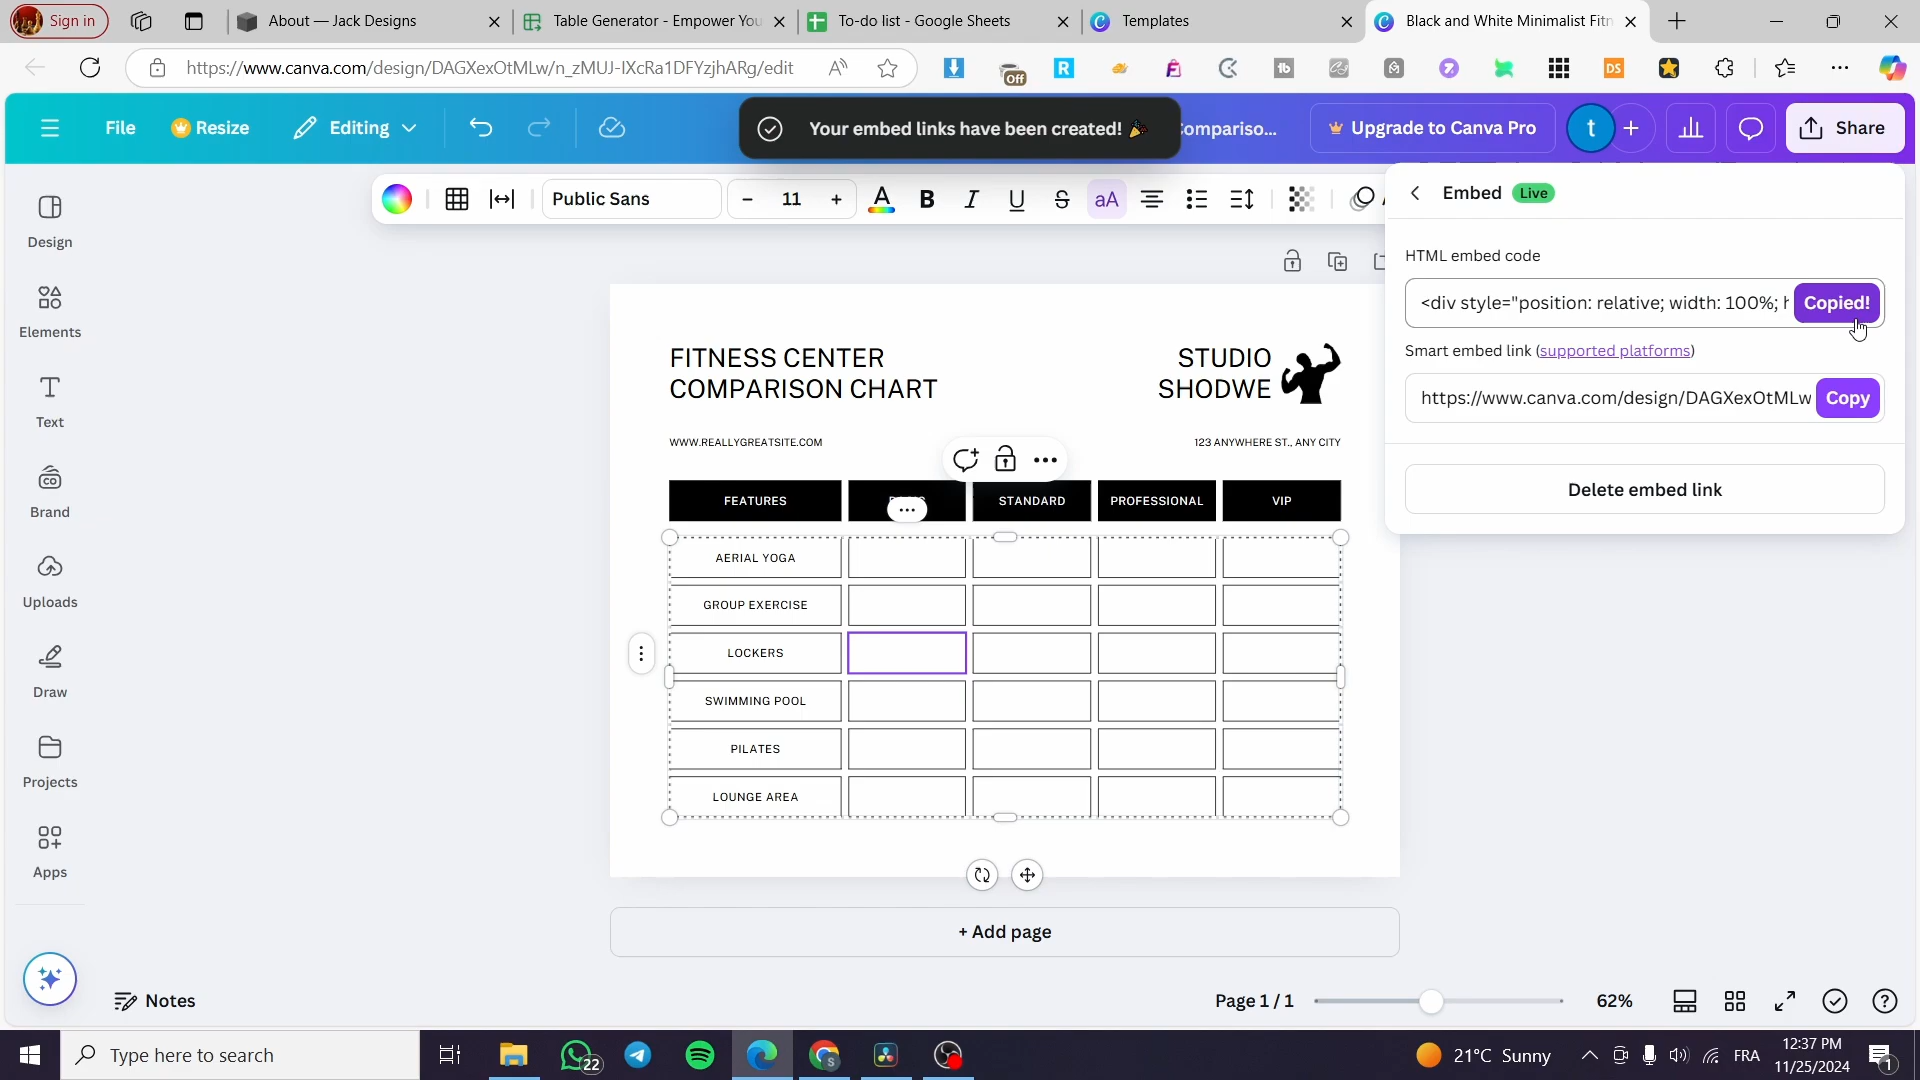 Sign in
About — Jack Designs
Table Generator - Empower You
To-do list - Google Sheets
Templates
Black and White Minimalist Fitn
https://www.canva.com/design/DAGXexOtMLw/n_zMUJ-IXcRa1DFYzjhARg/edit
Off
File
Resize
Editing
Your embed links have been created! 🎉
Compariso...
Upgrade to Canva Pro
t
Share
Public Sans
- 11 +
A B I U S aA
Embed Live
HTML embed code
<div style="position: relative; width: 100%; h
Copied!
Smart embed link (supported platforms)
https://www.canva.com/design/DAGXexOtMLw
Copy
Delete embed link
Design
Elements
Text
Brand
Uploads
Draw
Projects
Apps
FITNESS CENTER
COMPARISON CHART
STUDIO
SHODWE
WWW.REALLYGREATSITE.COM
123 ANYWHERE ST., ANY CITY
FEATURES
STANDARD
PROFESSIONAL
VIP
AERIAL YOGA
GROUP EXERCISE
LOCKERS
SWIMMING POOL
PILATES
LOUNGE AREA
+ Add page
Notes
Page 1 / 1
62%
Type here to search
22
21°C Sunny
FRA
12:37 PM
11/25/2024
1